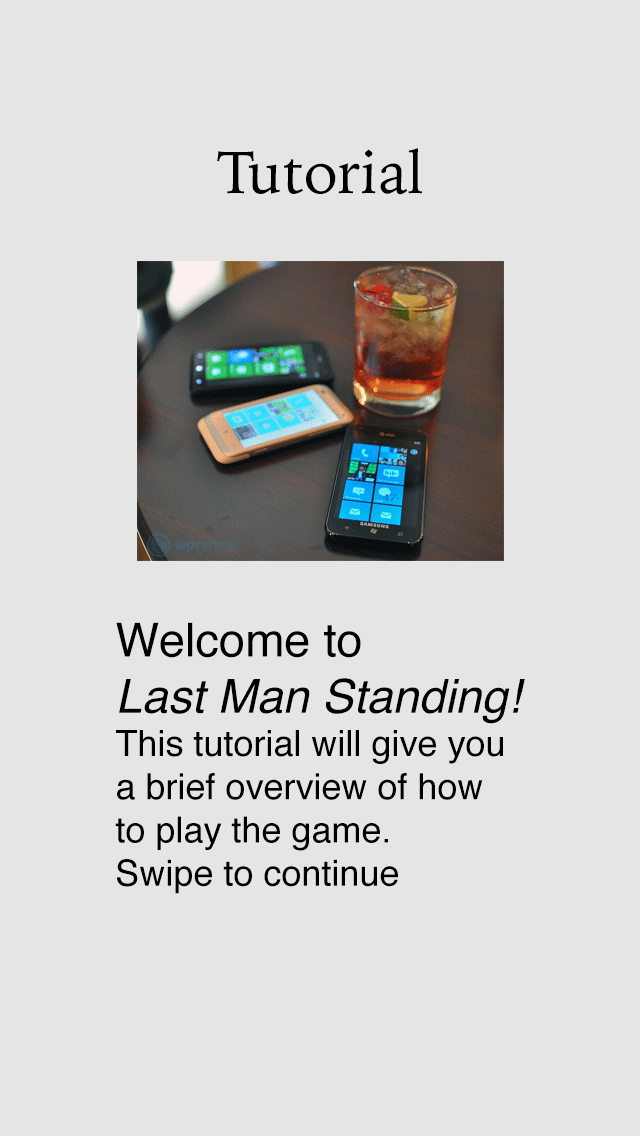 Tutorial
SAMSUNG
wpcentral
Welcome to
Last Man Standing!
This tutorial will give you
a brief overview of how
to play the game.
Swipe to continue